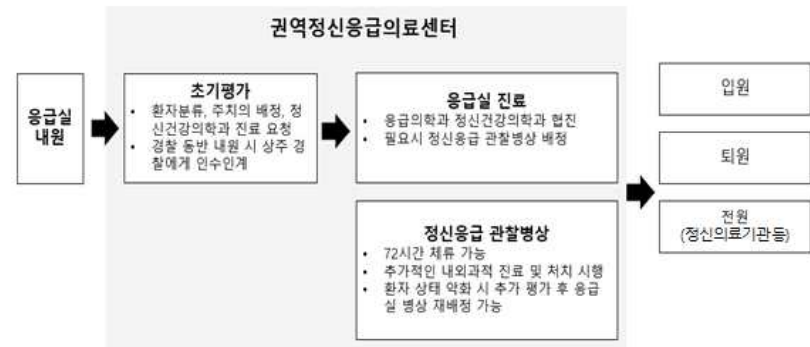 권역정신응급의료센터
응급실
내원
초기평가
• 환자분류, 주치의 배정, 정
신건강의학과 진료 요청
• 경찰 동반 내원 시 상주 경
찰에게 인수인계
응급실 진료
• 응급의학과 정신건강의학과 협진
• 필요시 정신응급 관찰병상 배정
정신응급 관찰병상
• 72시간 체류 가능
• 추가적인 내외과적 진료 및 처치 시행
• 환자 상태 악화 시 추가 평가 후 응급
실 병상 재배정 가능
입원
퇴원
전원
(정신의료기관등)